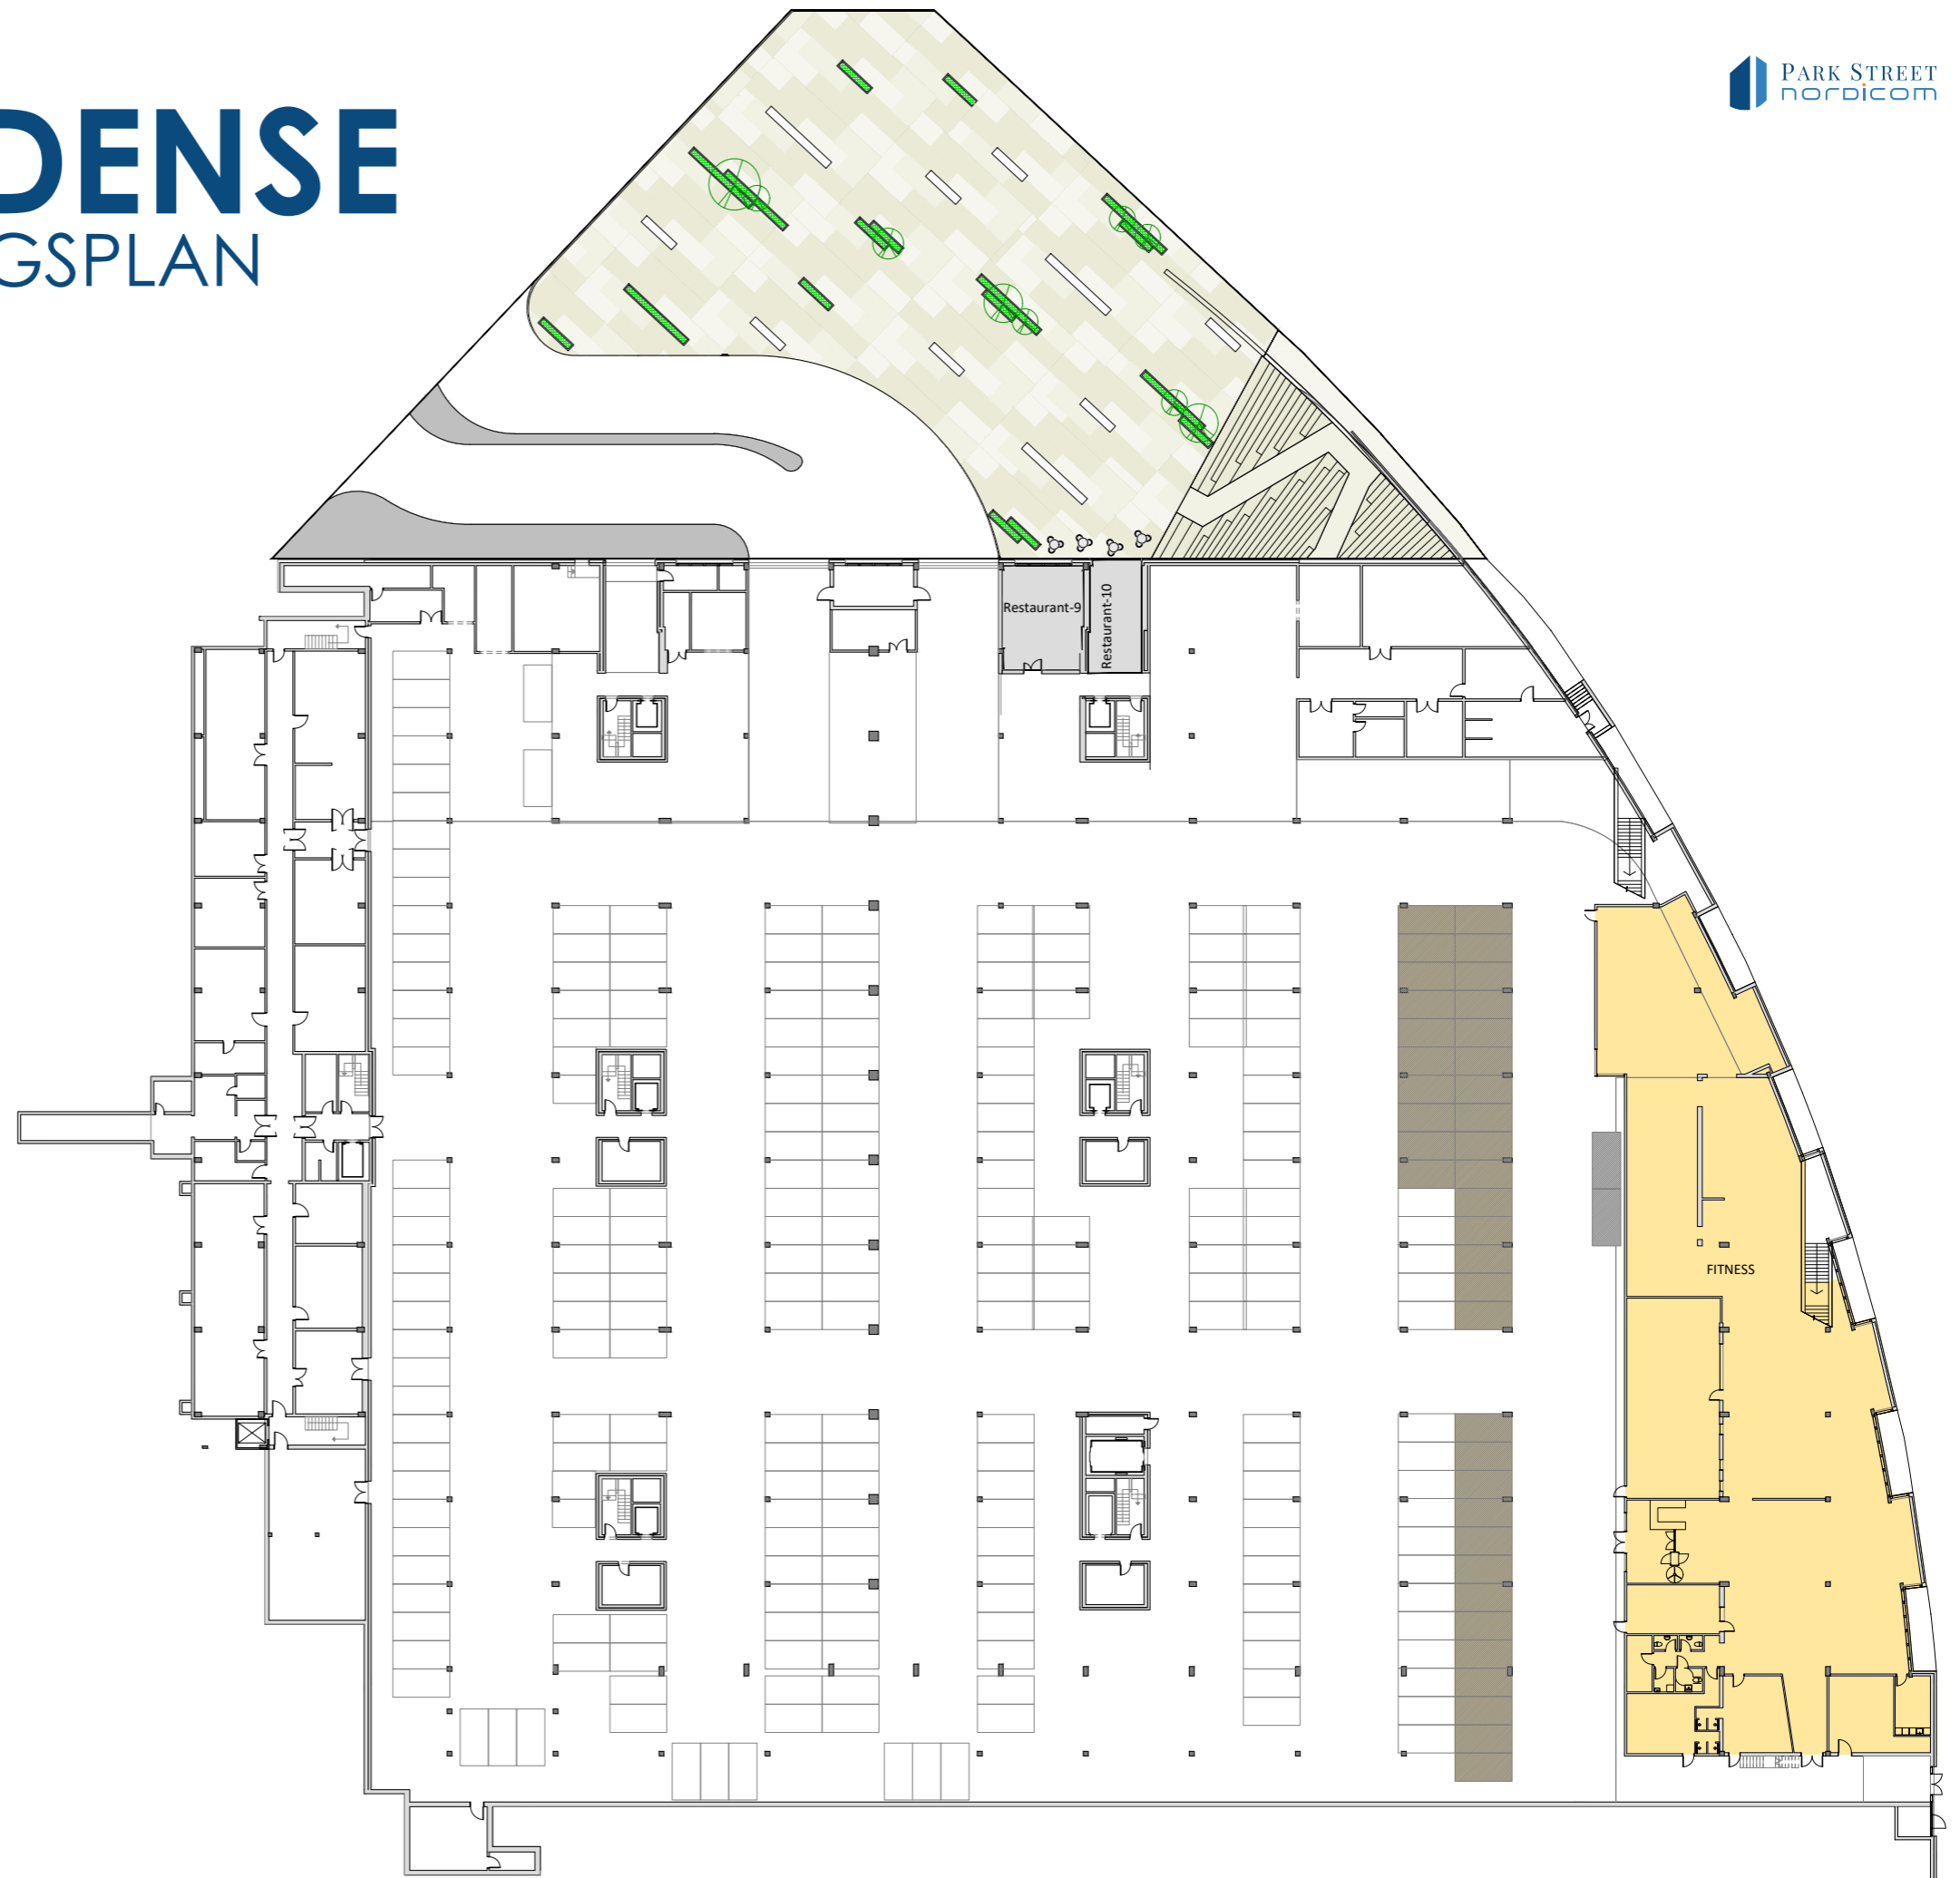 DENSE
GSPLAN
PARK STREET
nordicom
Restaurant-9
Restaurant-10
FITNESS